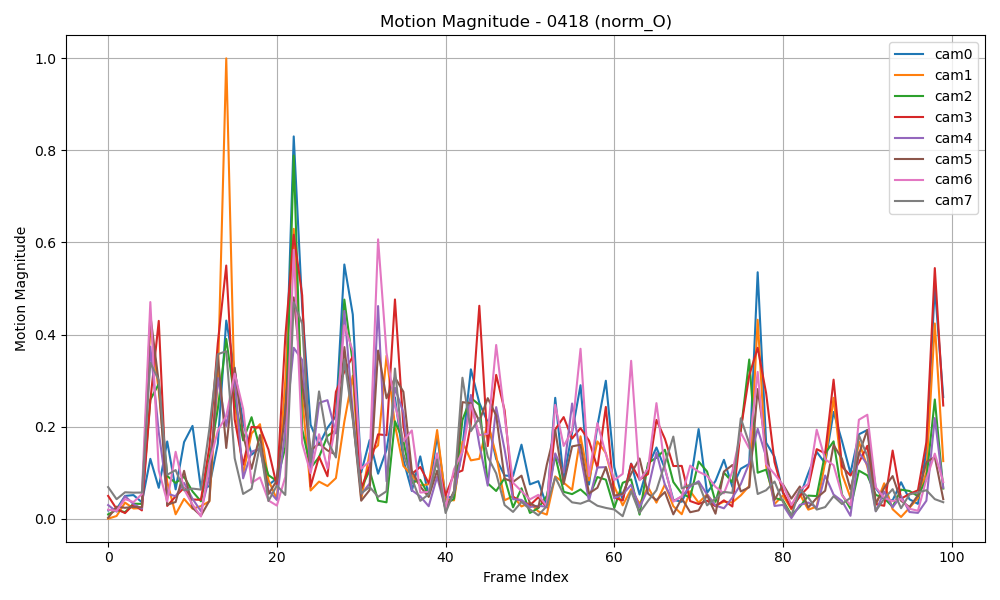 Motion Magnitude - 0418 (norm_O)
1.0
0.8
0.6
0.4
0.2
0.0
Motion Magnitude
0
20
40
60
80
100
Frame Index
cam0
cam1
cam2
cam3
cam4
cam5
cam6
cam7